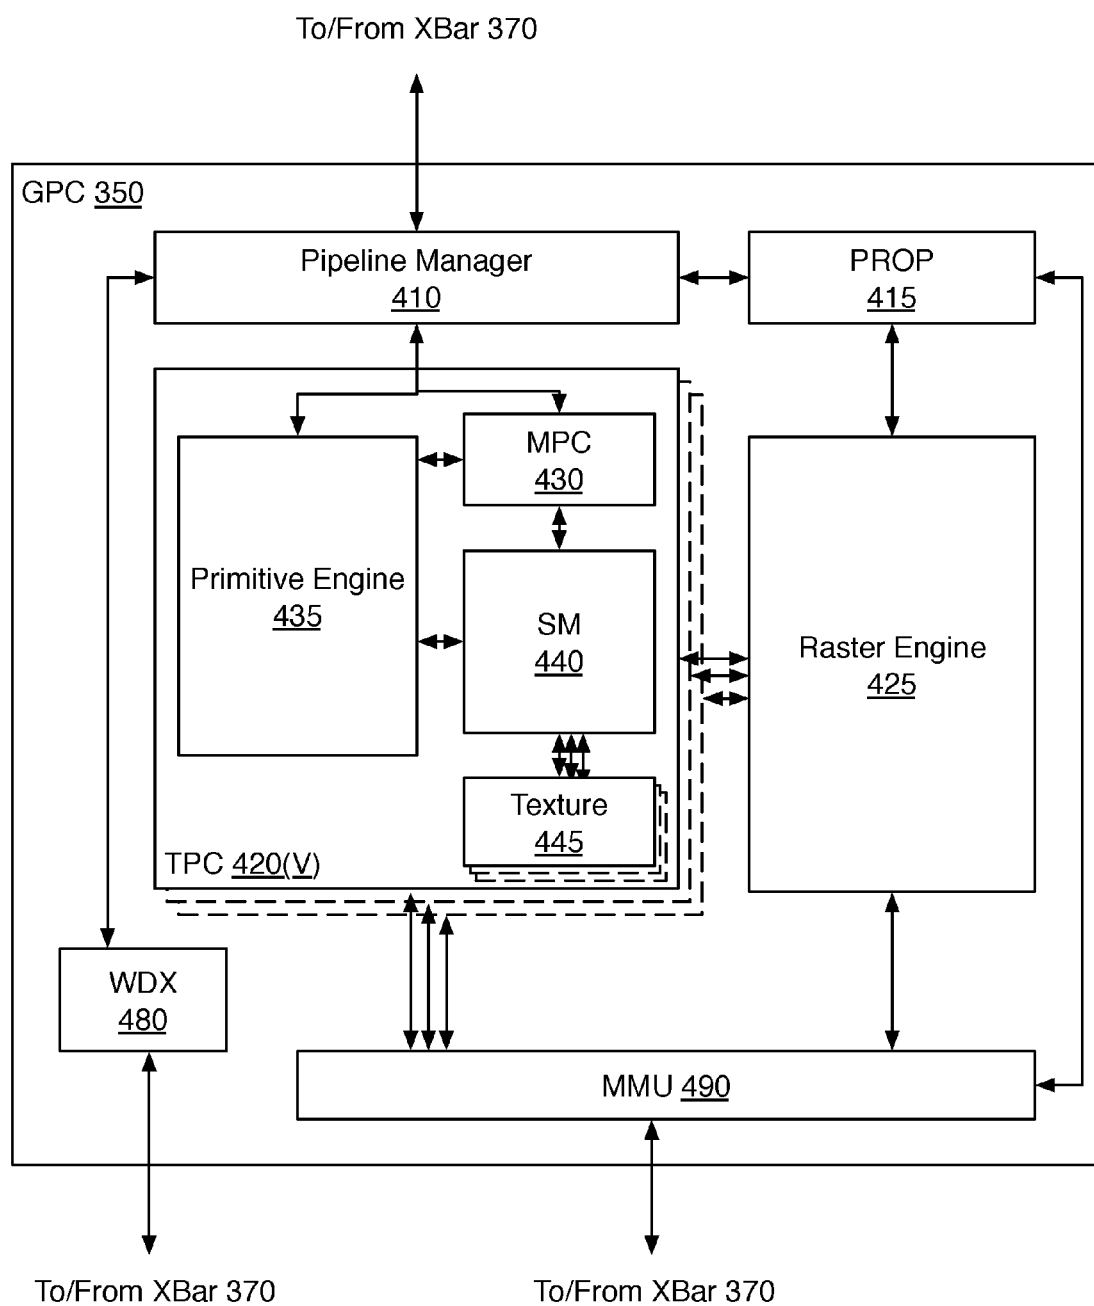 To/From XBar 370
GPC 350
Pipeline Manager
410
PROP
415
MPC
430
Primitive Engine
435
SM
440
Raster Engine
425
Texture
445
TPC 420(V)
WDX
480
MMU 490
To/From XBar 370
To/From XBar 370